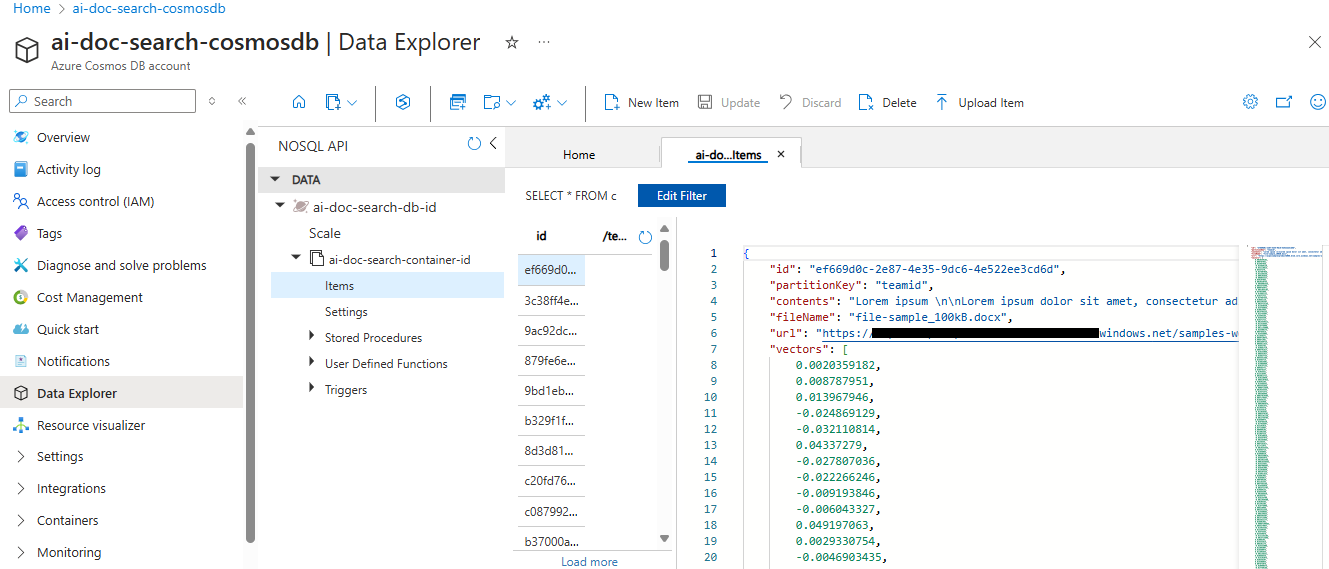 Home > ai-doc-search-cosmosdb
ai-doc-search-cosmosdb | Data Explorer
Azure Cosmos DB account
Search
Overview
Activity log
Access control (IAM)
Tags
Diagnose and solve problems
Cost Management
Quick start
Notifications
Data Explorer
Resource visualizer
Settings
Integrations
Containers
Monitoring
New Item Update Discard Delete Upload Item
NOSQL API
DATA
ai-doc-search-db-id
Scale
ai-doc-search-container-id
Items
Settings
Stored Procedures
User Defined Functions
Triggers
Home ai-do...Items
SELECT * FROM c Edit Filter
id /te...
ef669d0...
3c38ff4e...
9ac92dc...
879fe6e...
9bd1eb...
b329f1f...
8d3d81...
c20fd76...
c087992...
b37000a...
Load more
1 {
2 "id": "ef669d0c-2e87-4e35-9dc6-4e522ee3cd6d",
3 "partitionKey": "teamid",
4 "contents": "Lorem ipsum \n\nLorem ipsum dolor sit amet, consectetur ad
5 "fileName": "file-sample_100kB.docx",
6 "url": "https://windows.net/samples-w
7 "vectors": [
8 0.0020359182,
9 0.008787951,
10 0.013967946,
11 -0.024869129,
12 -0.032110814,
13 0.04337279,
14 -0.027807036,
15 -0.022266246,
16 -0.009193846,
17 -0.006043327,
18 0.049197063,
19 0.0029330754,
20 -0.0046903435,